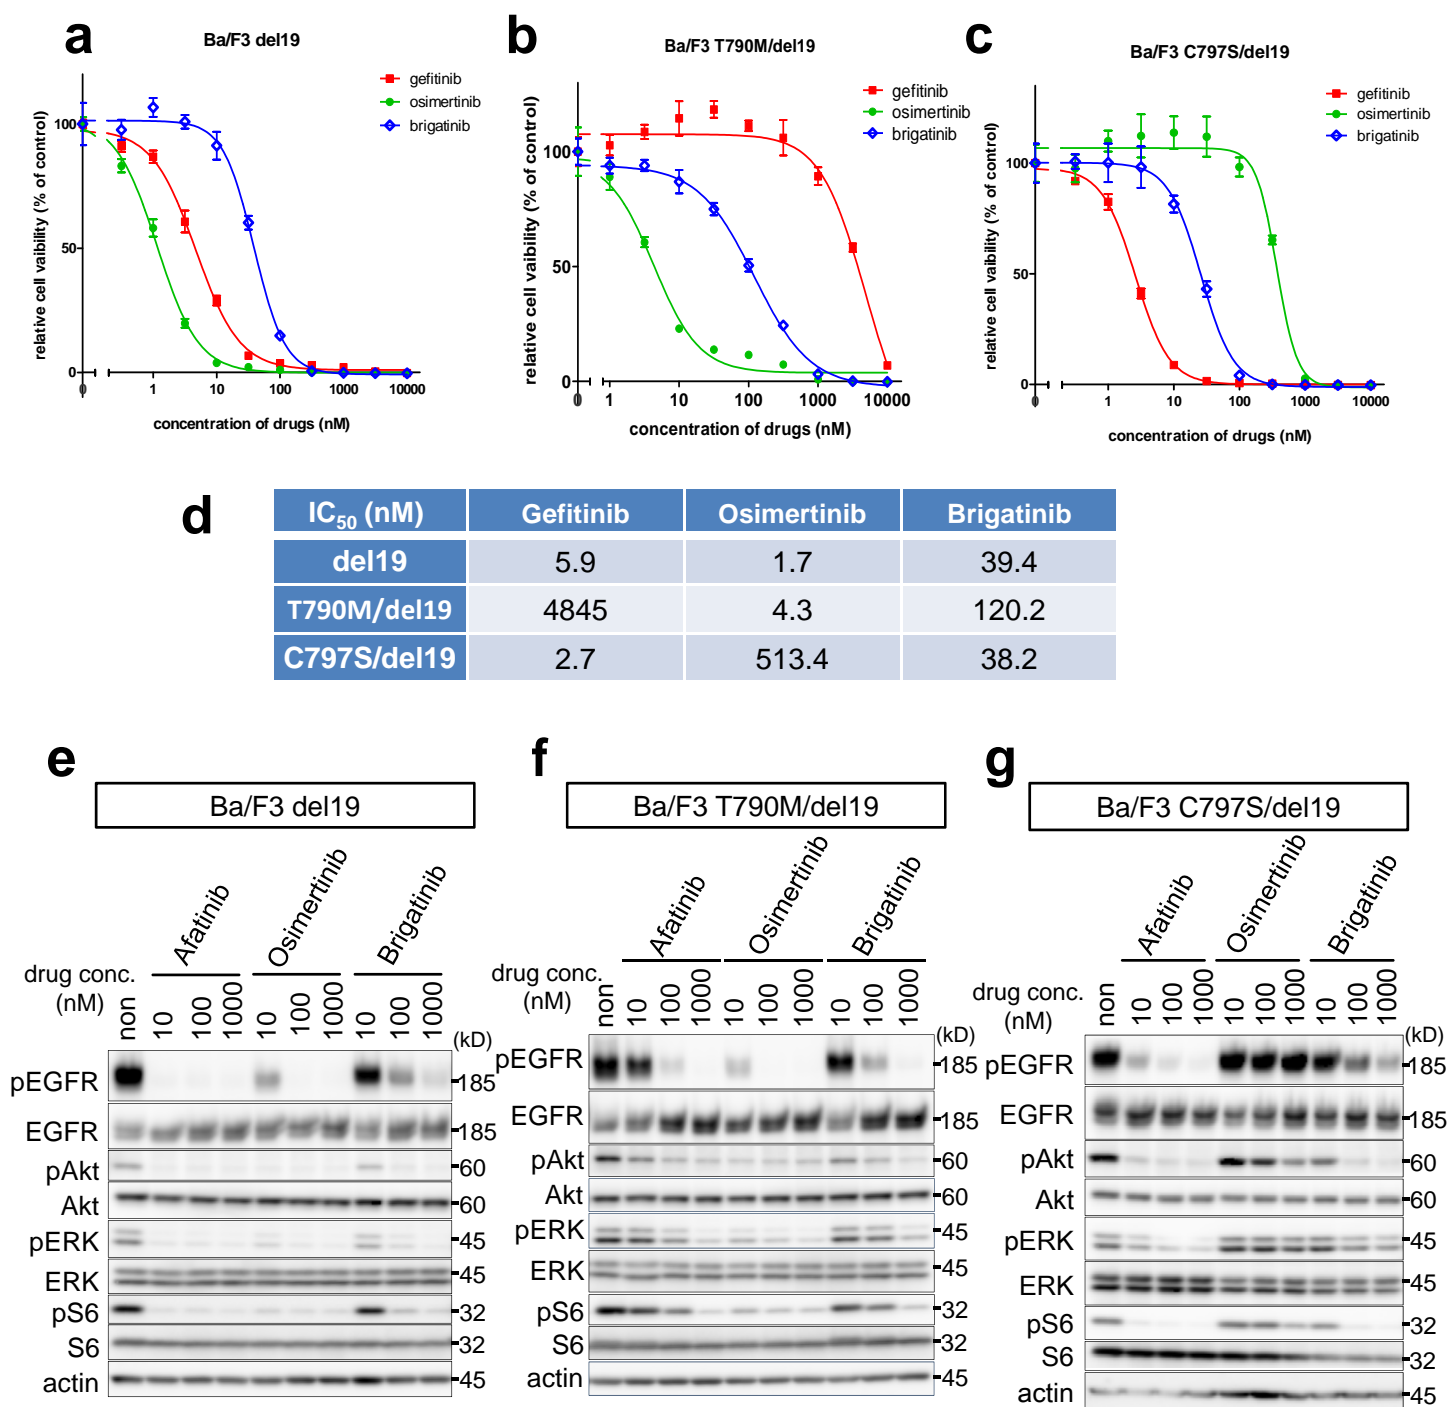 a
Ba/F3 del19
gefitinib
osimertinib
brigatinib
relative cell vaibility (% of control)
100
50
0
0 1 10 100 1000 10000
concentration of drugs (nM)
b
Ba/F3 T790M/del19
gefitinib
osimertinib
brigatinib
relative cell vaibility (% of control)
100
50
0
0 1 10 100 1000 10000
concentration of drugs (nM)
c
Ba/F3 C797S/del19
gefitinib
osimertinib
brigatinib
relative cell vaibility (% of control)
100
50
0
0 1 10 100 1000 10000
concentration of drugs (nM)
d
IC50 (nM) Gefitinib Osimertinib Brigatinib
del19 5.9 1.7 39.4
T790M/del19 4845 4.3 120.2
C797S/del19 2.7 513.4 38.2
e
Ba/F3 del19
Afatinib Osimertinib Brigatinib
drug conc.
(nM)
non 10 100 1000 10 100 1000 10 100 1000
(kD)
pEGFR 185
EGFR 185
pAkt 60
Akt 60
pERK 45
ERK 45
pS6 32
S6 32
actin 45
f
Ba/F3 T790M/del19
Afatinib Osimertinib Brigatinib
drug conc.
(nM)
non 10 100 1000 10 100 1000 10 100 1000
(kD)
pEGFR 185
EGFR 185
pAkt 60
Akt 60
pERK 45
ERK 45
pS6 32
S6 32
actin 45
g
Ba/F3 C797S/del19
Afatinib Osimertinib Brigatinib
drug conc.
(nM)
non 10 100 1000 10 100 1000 10 100 1000
(kD)
pEGFR 185
EGFR 185
pAkt 60
Akt 60
pERK 45
ERK 45
pS6 32
S6 32
actin 45